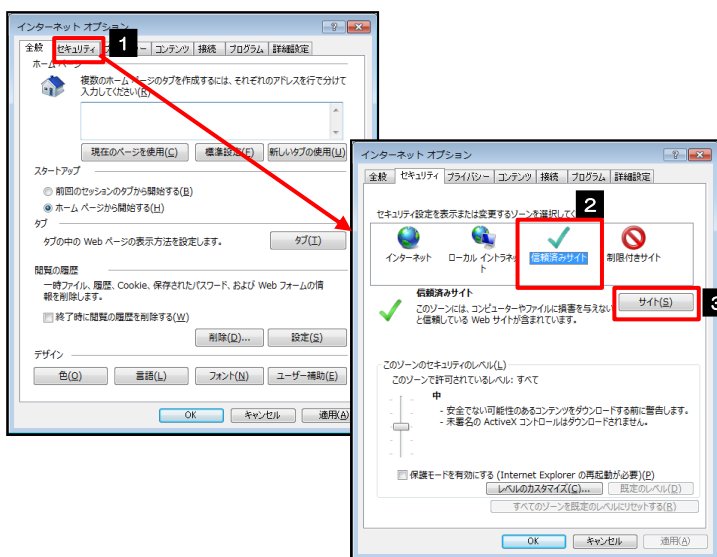 インターネット オプション
1
全般 セキュリティ コンテンツ 接続 プログラム 詳細設定
ホーム ページ
複数のホーム ページのタブを作成するには、それぞれのアドレスを行で分けて
入力してください(R)
現在のページを使用(C) 標準設定(F) 新しいタブの使用(U)
スタートアップ
前回のセッションのタブから開始する(B)
ホーム ページから開始する(H)
タブ
タブの中の Web ページの表示方法を設定します。 タブ(T)
閲覧の履歴
一時ファイル、履歴、Cookie、保存されたパスワード、および Web フォームの情
報を削除します。
終了時に閲覧の履歴を削除する(W)
削除(D)... 設定(S)
デザイン
色(O) 言語(L) フォント(N) ユーザー補助(E)
OK キャンセル 適用(A)
インターネット オプション
全般 セキュリティ プライバシー コンテンツ 接続 プログラム 詳細設定
2
セキュリティ設定を表示または変更するゾーンを選択して
インターネット ローカル イントラネッ
ト 信頼済みサイト 制限付きサイト
信頼済みサイト
このゾーンには、コンピューターやファイルに損害を与えない
と信頼している Web サイトが含まれています。
サイト(S)
3
このゾーンのセキュリティのレベル(L)
このゾーンで許可されているレベル: すべて
中
- 安全でない可能性のあるコンテンツをダウンロードする前に警告します。
- 未署名の ActiveX コントロールはダウンロードされません。
保護モードを有効にする (Internet Explorer の再起動が必要)(P)
レベルのカスタマイズ(C)... 既定のレベル(D)
すべてのゾーンを既定のレベルにリセットする(R)
OK キャンセル 適用(A)